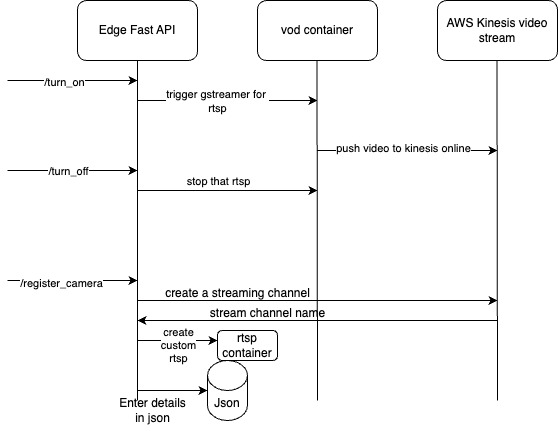 Edge Fast API
vod container
AWS Kinesis video
stream
/turn_on
trigger gstreamer for
rtsp
push video to kinesis online
/turn_off
stop that rtsp
/register_camera
create a streaming channel
stream channel name
create
custom
rtsp
rtsp
container
Json
Enter details
in json